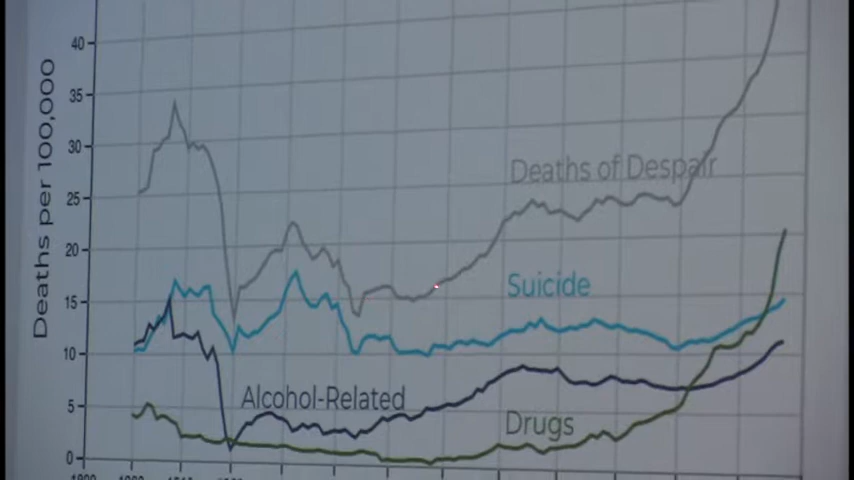 Deaths per 100,000
40
35
30
25
20
15
10
5
0
Deaths of Despair
Suicide
Alcohol-Related
Drugs